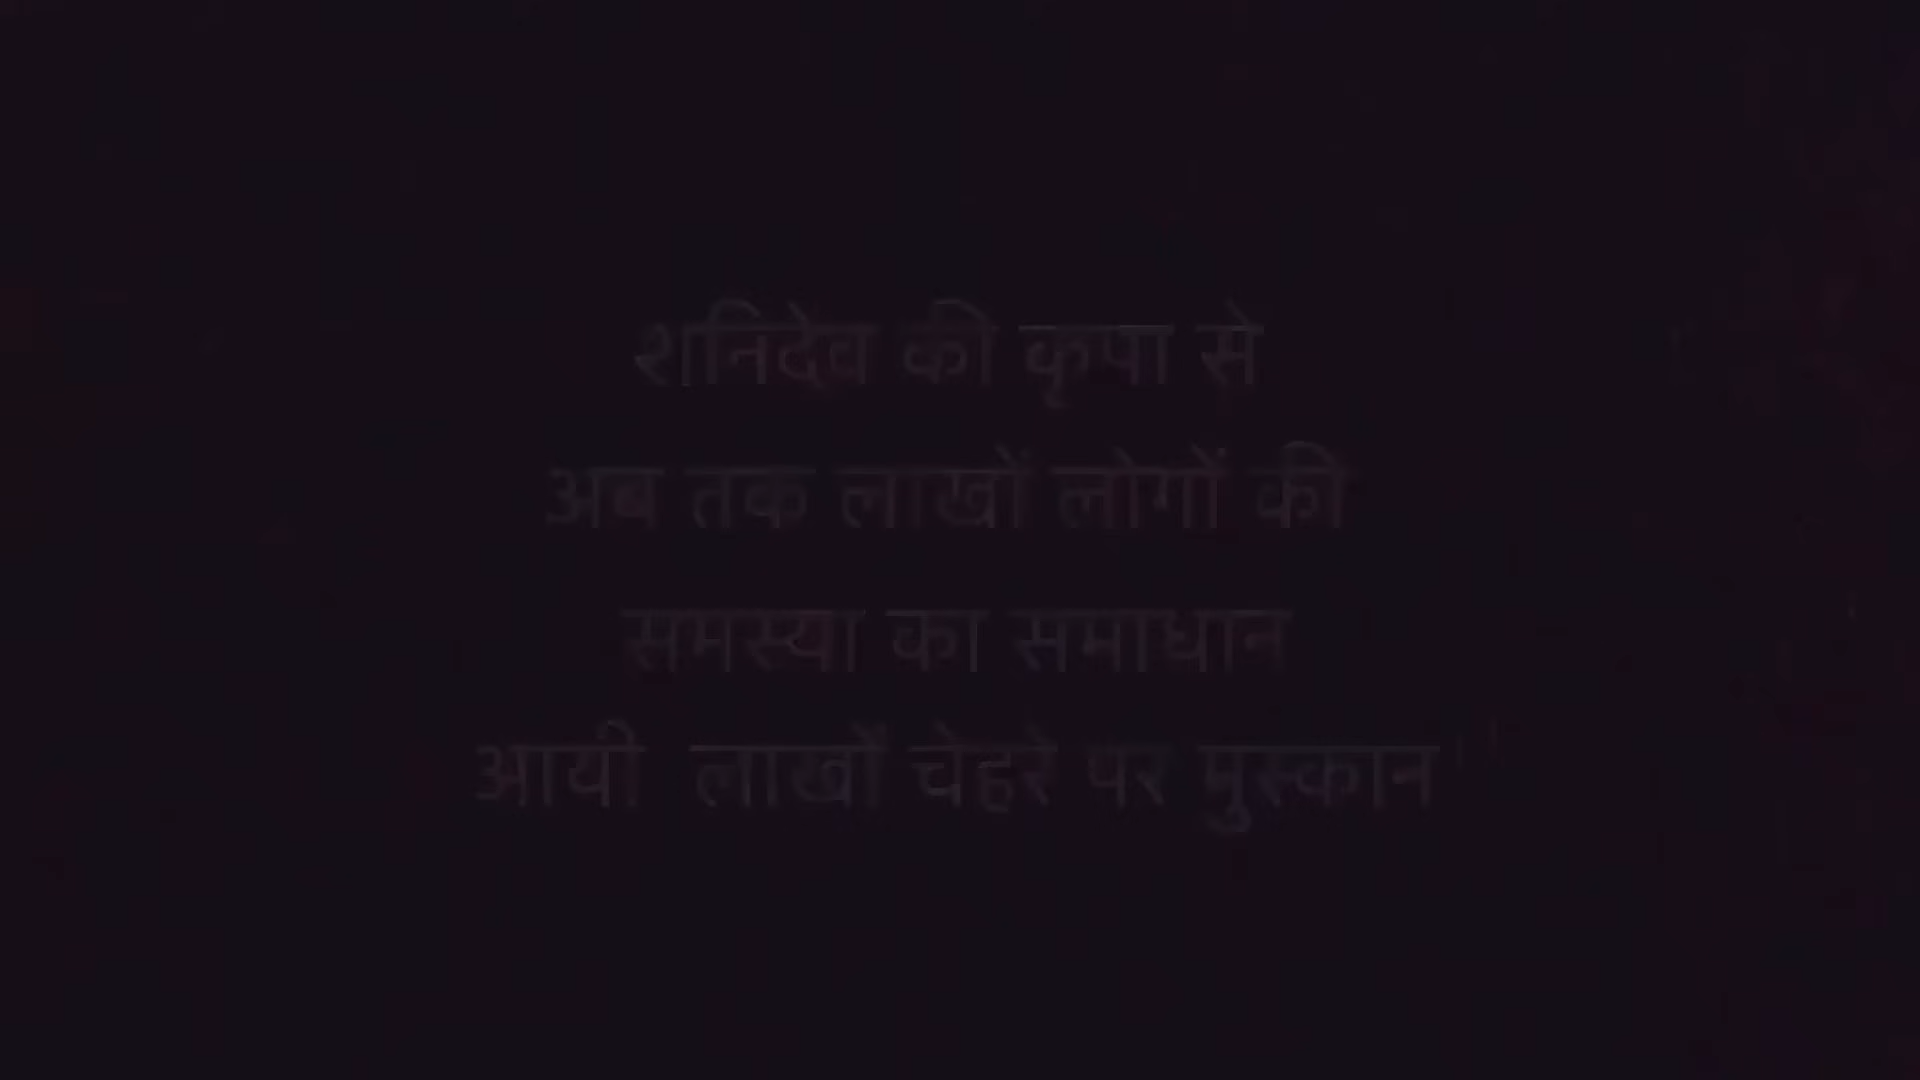 शनिदेव की कृपा से
अब तक लाखों लोगों की
समस्या का समाधान
आयी लाखों चेहरे पर मुस्कान